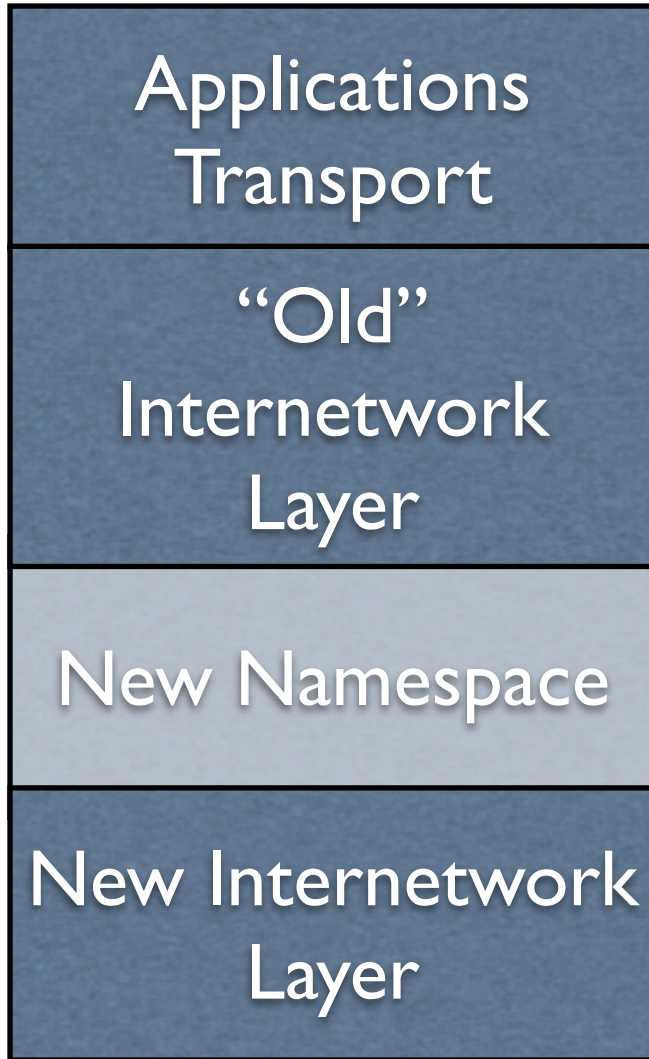 Applications
Transport
“Old”
Internetwork
Layer
New Namespace
New Internetwork
Layer